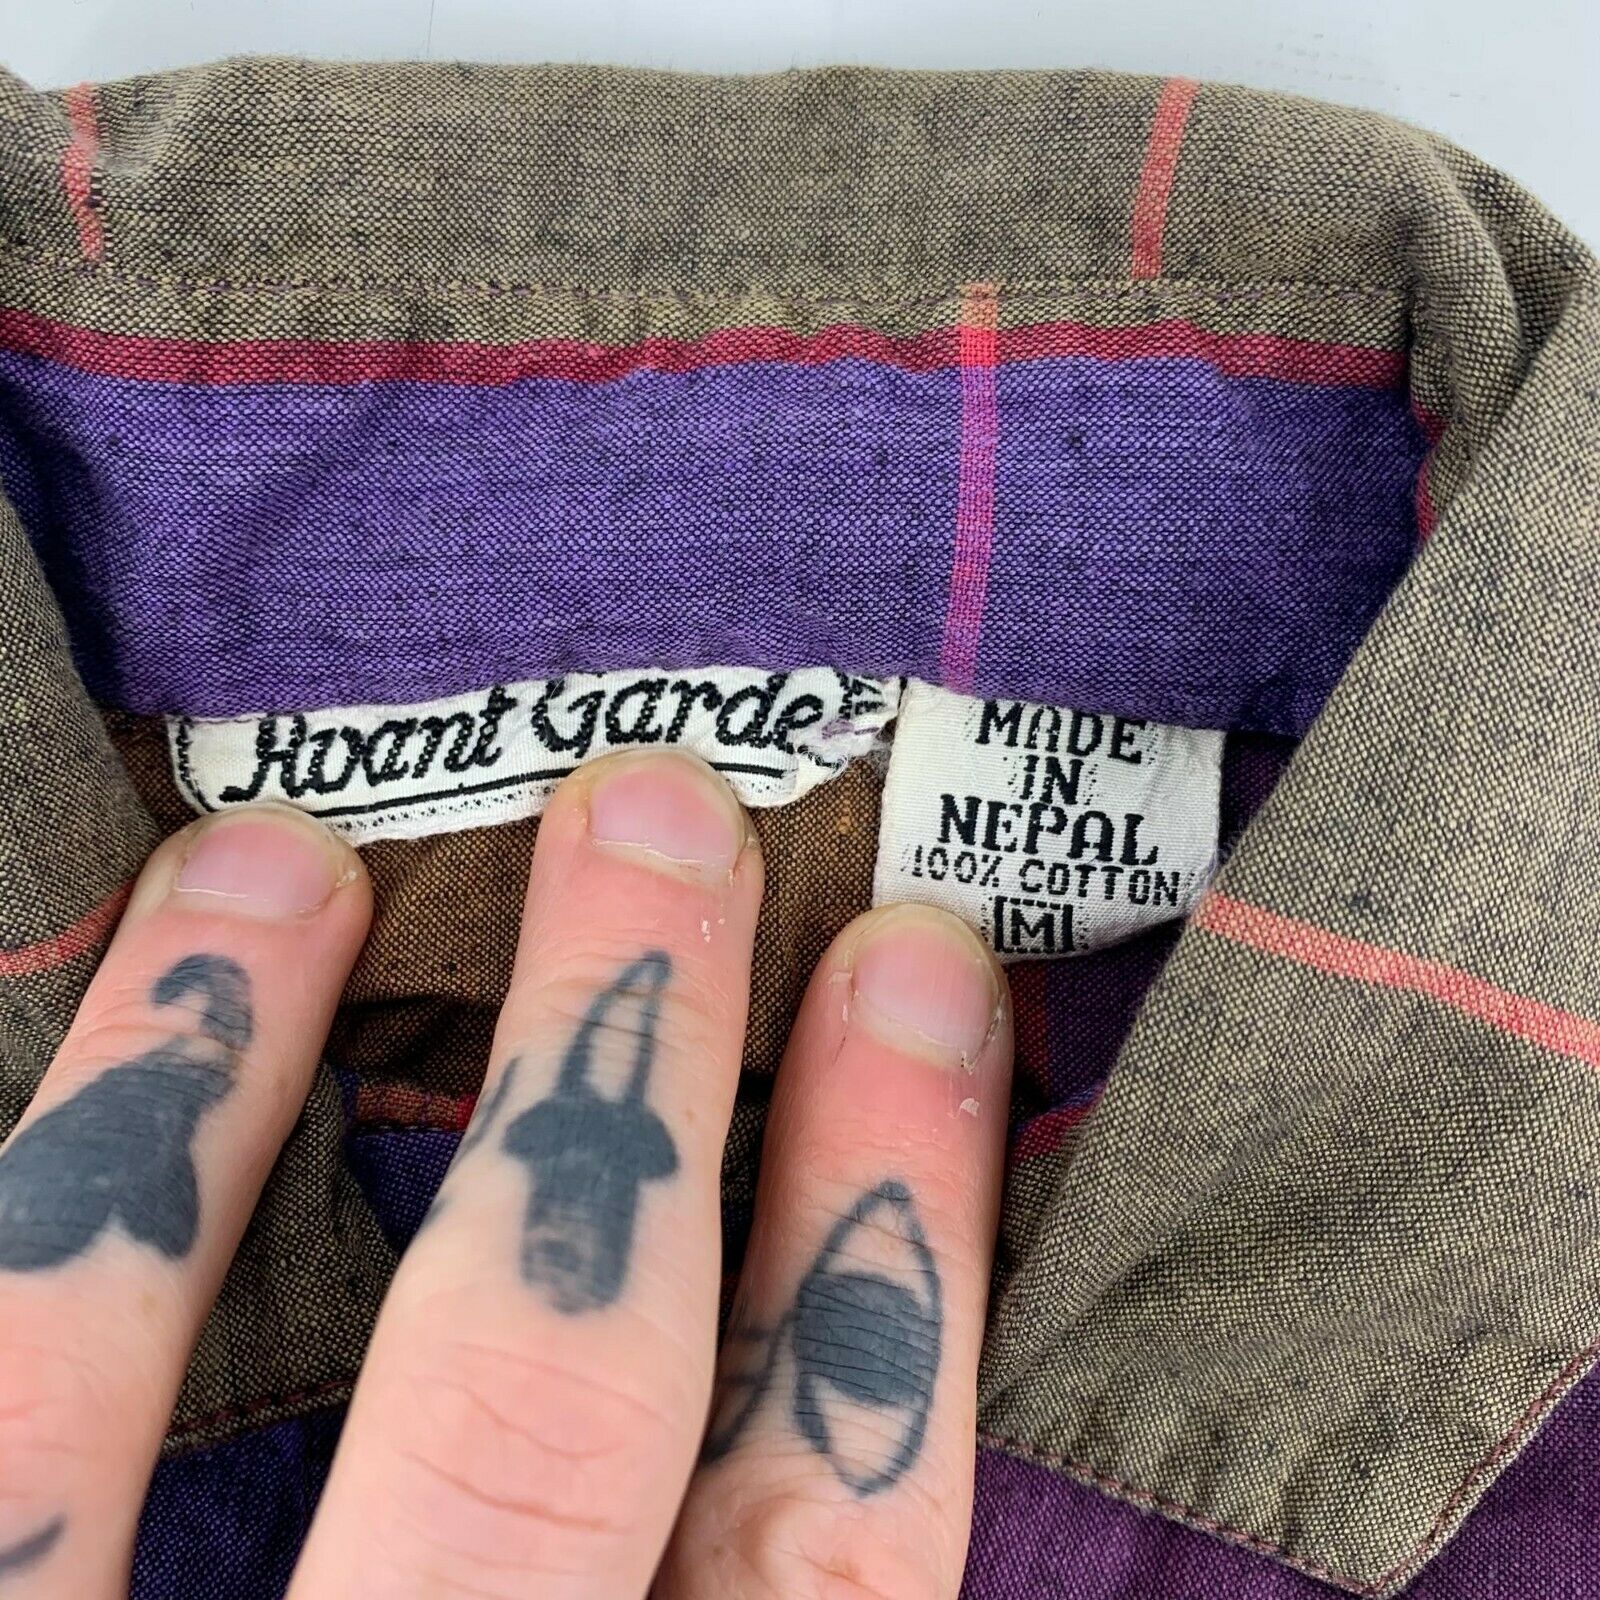 Avant Garde
MADE
IN
NEPAL
100% COTTON
M